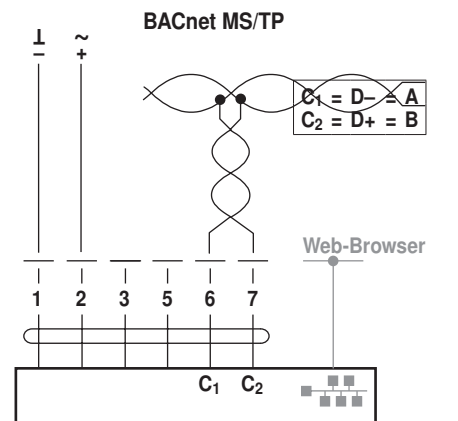 BACnet MS/TP
⊥ ~
– +
C1 = D– = A
C2 = D+ = B
Web-Browser
1 2 3 5 6 7
C1 C2